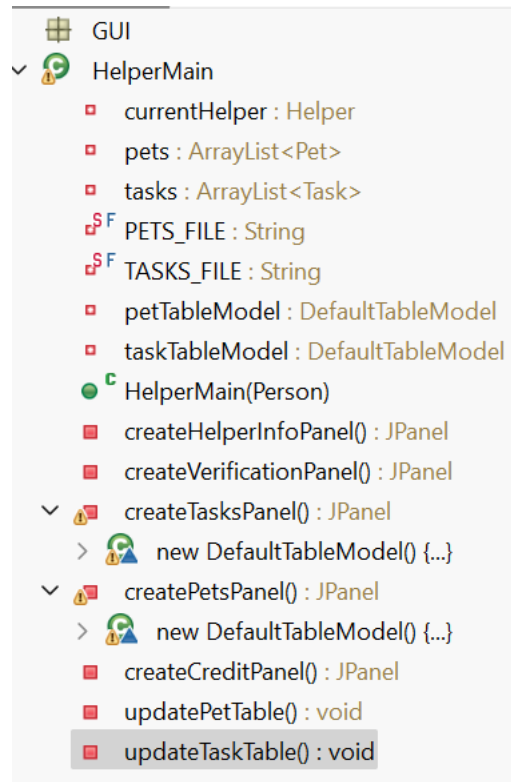 GUI
HelperMain
currentHelper : Helper
pets : ArrayList<Pet>
tasks : ArrayList<Task>
S F PETS_FILE : String
S F TASKS_FILE : String
petTableModel : DefaultTableModel
taskTableModel : DefaultTableModel
C HelperMain(Person)
createHelperInfoPanel() : JPanel
createVerificationPanel() : JPanel
createTasksPanel() : JPanel
new DefaultTableModel() {...}
createPetsPanel() : JPanel
new DefaultTableModel() {...}
createCreditPanel() : JPanel
updatePetTable() : void
updateTaskTable() : void